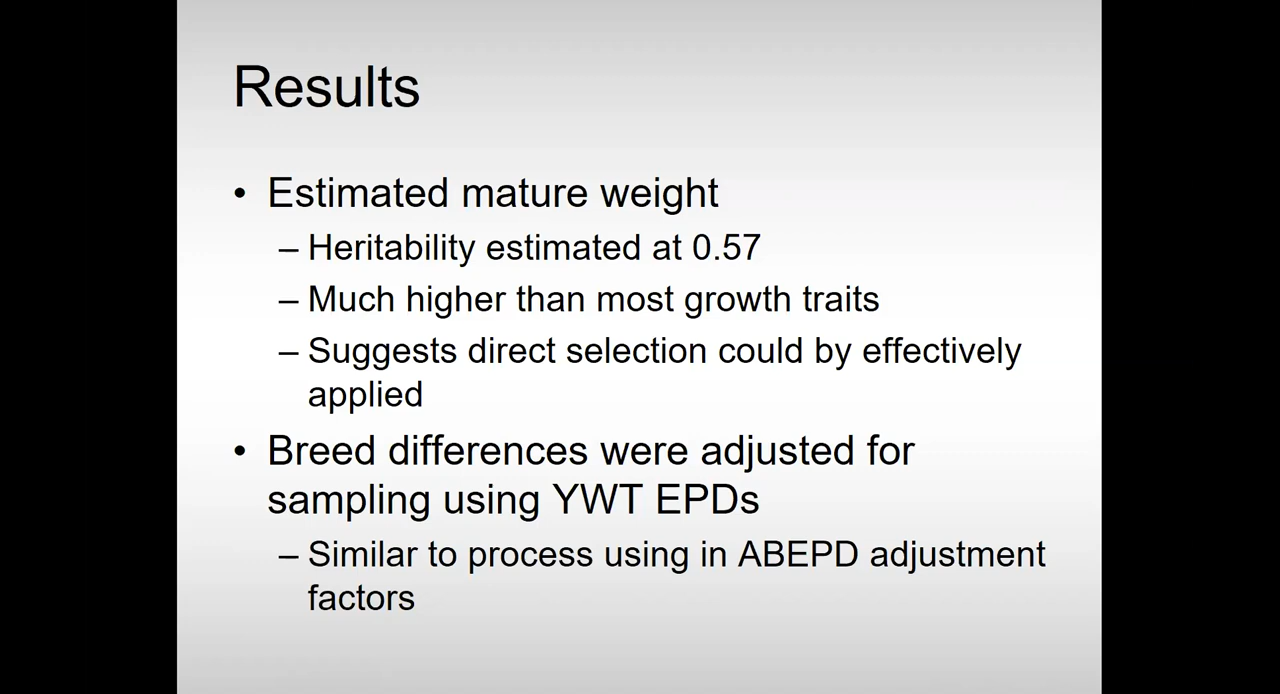 Results
• Estimated mature weight
– Heritability estimated at 0.57
– Much higher than most growth traits
– Suggests direct selection could by effectively
applied
• Breed differences were adjusted for
sampling using YWT EPDs
– Similar to process using in ABEPD adjustment
factors